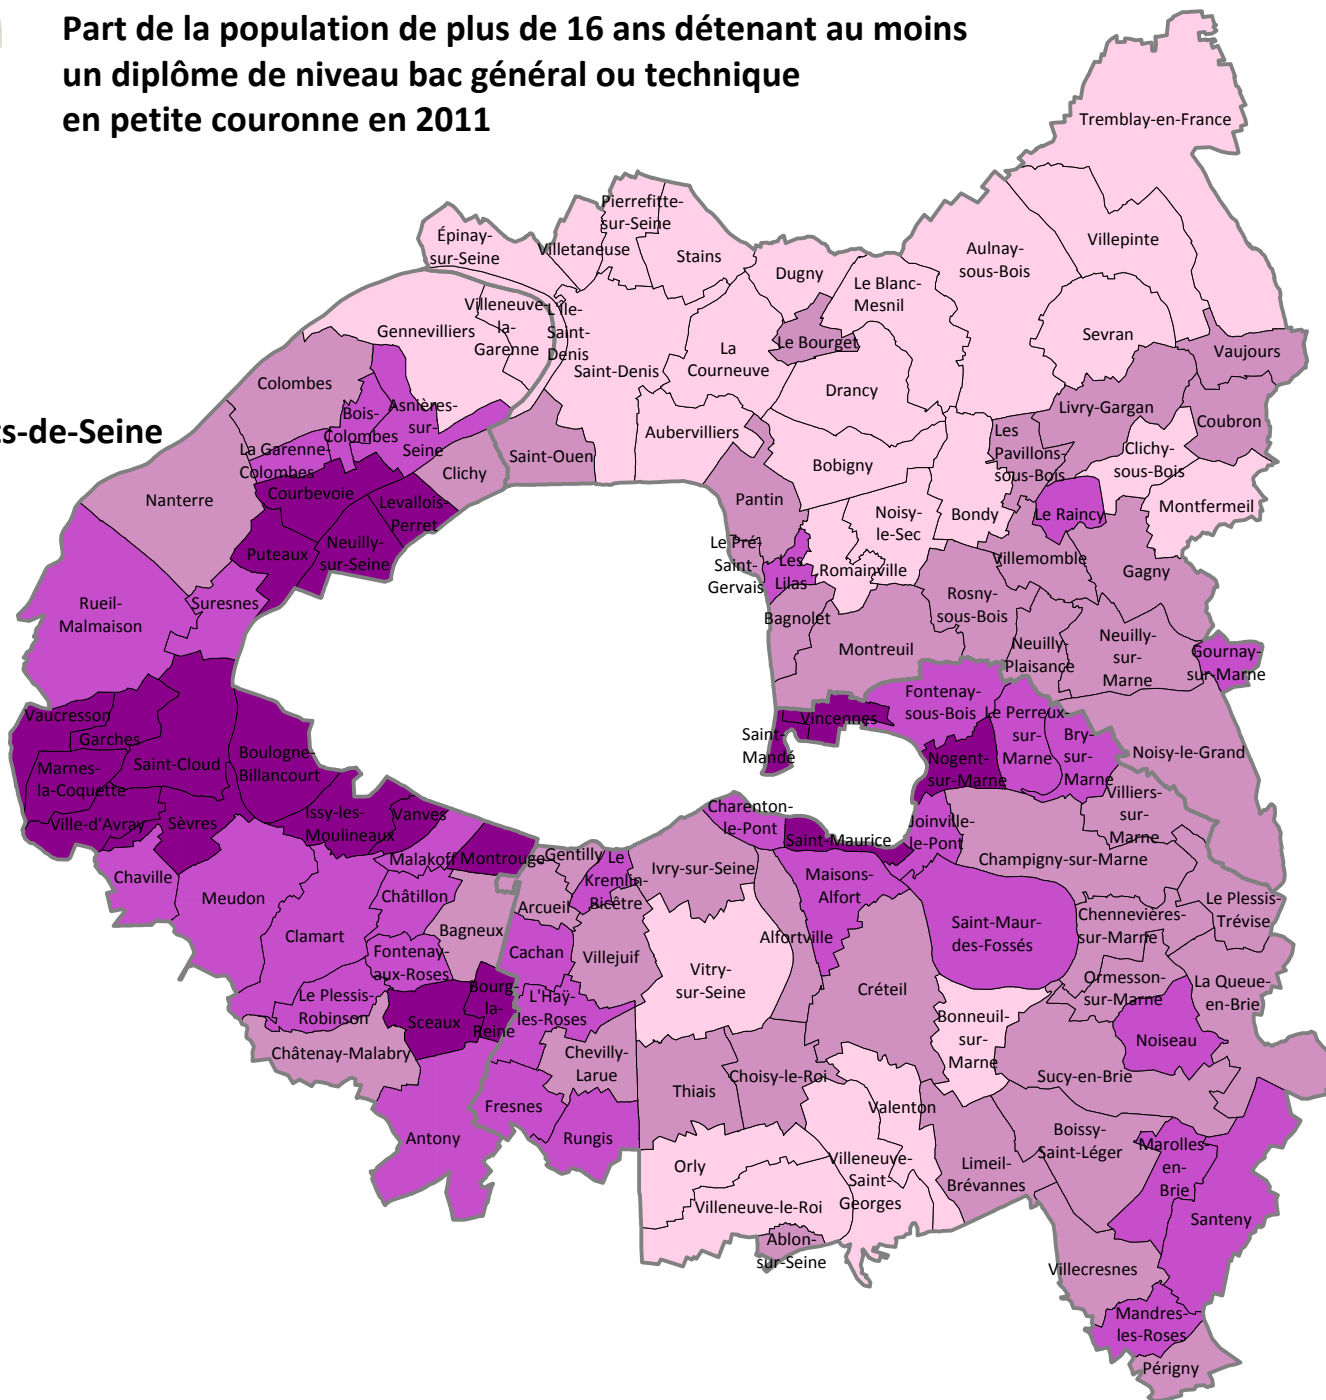 Part de la population de plus de 16 ans détenant au moins
un diplôme de niveau bac général ou technique
en petite couronne en 2011
Tremblay-en-France
Pierrefitte-
sur-Seine
Épinay-
sur-Seine
Villetaneuse
Stains
Dugny
Le Blanc-
Mesnil
Aulnay-
sous-Bois
Villepinte
Sevran
Vaujours
Villeneuve-
la-
Garenne
L'Île-
Saint-
Denis
Gennevilliers
Saint-Denis
La
Courneuve
Le Bourget
Drancy
Livry-Gargan
Coubron
Colombes
Bois-
Colombes
Asnières-
sur-
Seine
ts-de-Seine
La Garenne-
Colombes
Clichy
Saint-Ouen
Aubervilliers
Bobigny
Les
Pavillons-
sous-Bois
Clichy-
sous-Bois
Montfermeil
Nanterre
Courbevoie
Levallois-
Perret
Pantin
Noisy-
le-Sec
Bondy
Le Raincy
Puteaux
Neuilly-
sur-Seine
Le Pré-
Saint-
Gervais
Les
Lilas
Romainville
Villemomble
Gagny
Rueil-
Malmaison
Suresnes
Bagnolet
Montreuil
Rosny-
sous-Bois
Neuilly-
Plaisance
Neuilly-
sur-
Marne
Gournay-
sur-Marne
Vaucresson
Garches
Marnes-
la-Coquette
Saint-Cloud
Boulogne-
Billancourt
Saint-
Mandé
Vincennes
Fontenay-
sous-Bois
Le Perreux-
sur-
Marne
Bry-
sur-
Marne
Noisy-le-Grand
Nogent-
sur-Marne
Villiers-
sur-
Marne
Ville-d'Avray
Sèvres
Issy-les-
Moulineaux
Vanves
Charenton-
le-Pont
Saint-Maurice
Joinville-
le-Pont
Champigny-sur-Marne
Chaville
Meudon
Malakoff
Montrouge
Gentilly
Le
Kremlin-
Bicêtre
Ivry-sur-Seine
Maisons-
Alfort
Châtillon
Arcueil
Saint-Maur-
des-Fossés
Chennevières-
sur-Marne
Le Plessis-
Trévise
Clamart
Bagneux
Fontenay-
aux-Roses
Cachan
Villejuif
Alfortville
Vitry-
sur-Seine
Créteil
Ormesson-
sur-Marne
La Queue-
en-Brie
Le Plessis-
Robinson
Sceaux
Bourg-
la-
Reine
L'Haÿ-
les-Roses
Bonneuil-
sur-
Marne
Noiseau
Châtenay-Malabry
Chevilly-
Larue
Thiais
Choisy-le-Roi
Sucy-en-Brie
Antony
Fresnes
Rungis
Valenton
Boissy-
Saint-Léger
Marolles-
en-
Brie
Orly
Villeneuve-
Saint-
Georges
Limeil-
Brévannes
Villeneuve-le-Roi
Santeny
Ablon-
sur-Seine
Villecresnes
Mandres-
les-Roses
Périgny